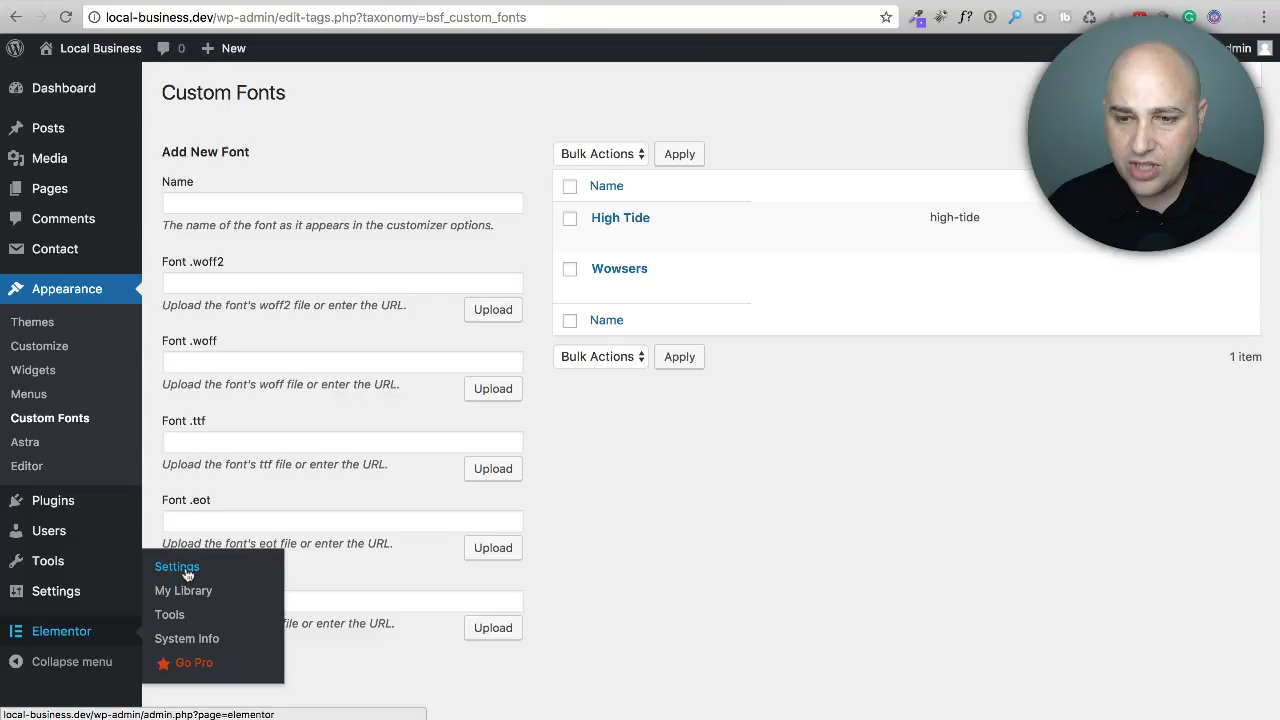 local-business.dev/wp-admin/edit-tags.php?taxonomy=bsf_custom_fonts
Local Business 0 New
Dashboard
Posts
Media
Pages
Comments
Contact
Appearance
Themes
Customize
Widgets
Menus
Custom Fonts
Astra
Editor
Plugins
Users
Tools
Settings
Elementor
Collapse menu
Settings
My Library
Tools
System Info
Go Pro
Custom Fonts
Add New Font
Name
The name of the font as it appears in the customizer options.
Font .woff2
Upload the font's woff2 file or enter the URL.
Upload
Font .woff
Upload the font's woff file or enter the URL.
Upload
Font .ttf
Upload the font's ttf file or enter the URL.
Upload
Font .eot
Upload the font's eot file or enter the URL.
Upload
file or enter the URL.
Upload
Bulk Actions Apply
Name
High Tide high-tide
Wowsers
Name
Bulk Actions Apply
1 item
local-business.dev/wp-admin/admin.php?page=elementor